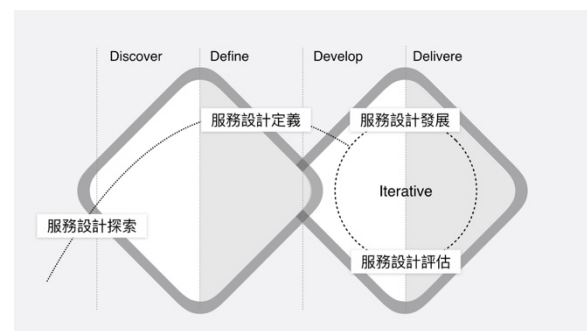 Discover
Define
Develop
Delivere
服務設計定義
服務設計發展
Iterative
服務設計探索
服務設計評估